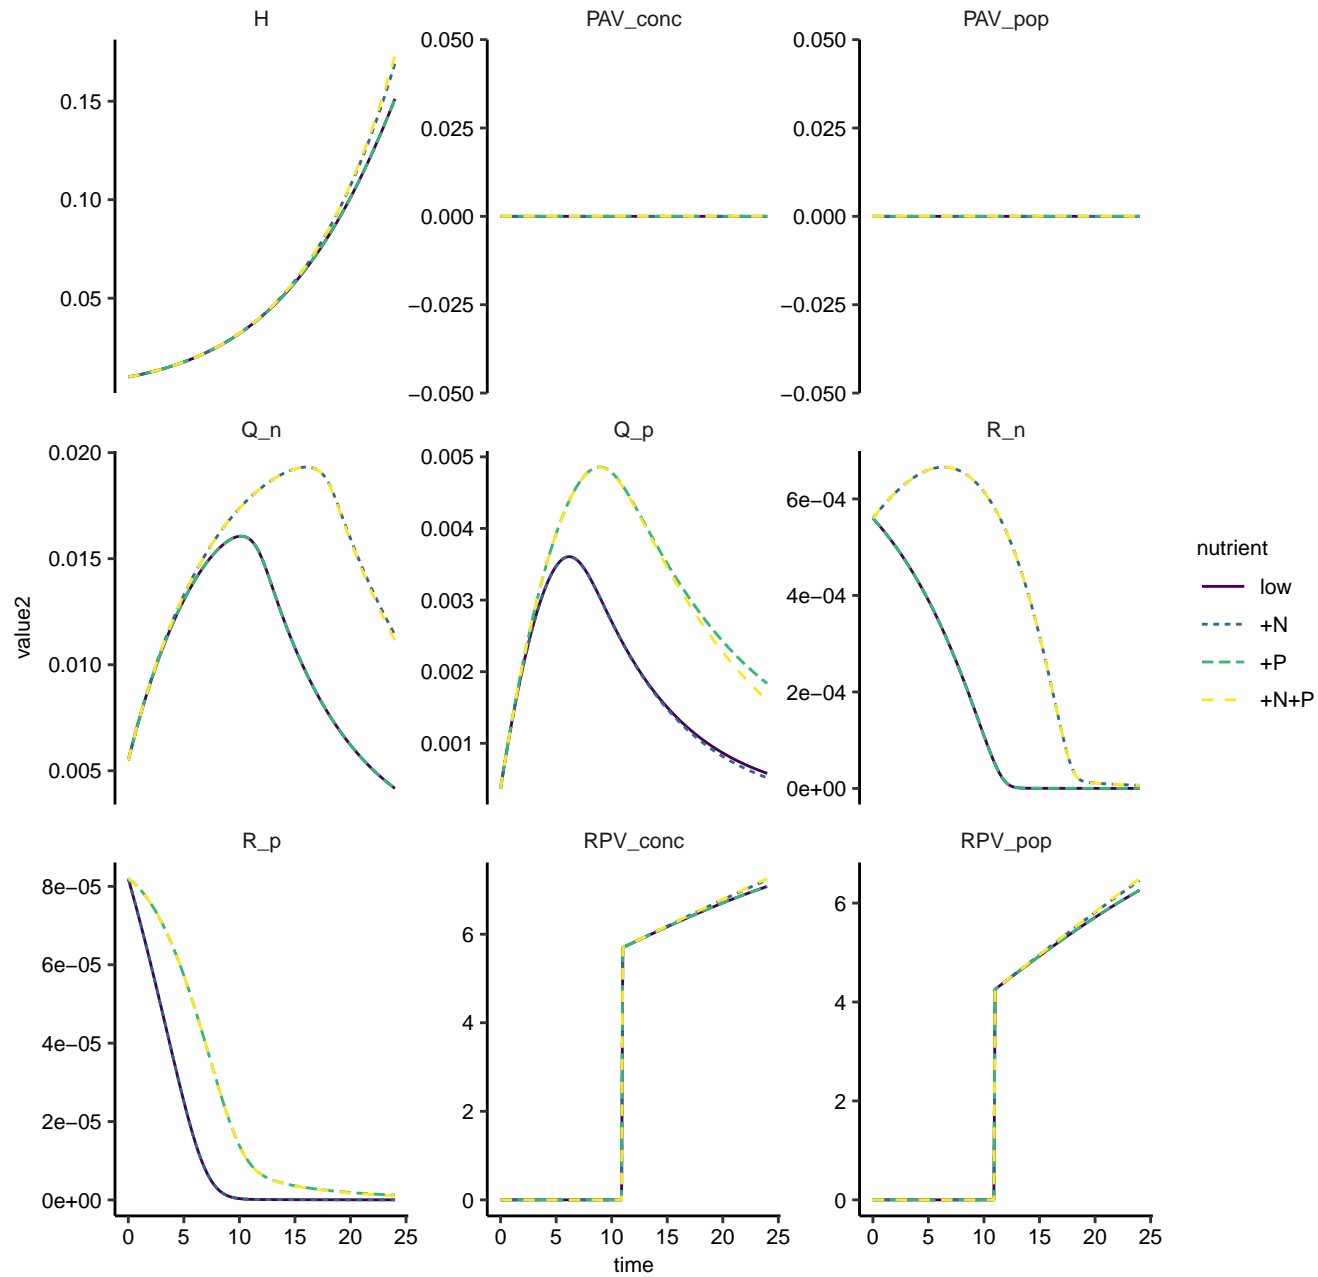 H
PAV_conc
PAV_pop
0.15
0.10
0.05
0.050
0.025
0.000
−0.025
−0.050
0.050
0.025
0.000
−0.025
−0.050
Q_n
Q_p
R_n
0.020
0.015
0.010
0.005
0.005
0.004
0.003
0.002
0.001
6e−04
4e−04
2e−04
0e+00
value2
nutrient
low
+N
+P
+N+P
R_p
RPV_conc
RPV_pop
8e−05
6e−05
4e−05
2e−05
0e+00
6
4
2
0
6
4
2
0
0 5 10 15 20 25
0 5 10 15 20 25
0 5 10 15 20 25
time